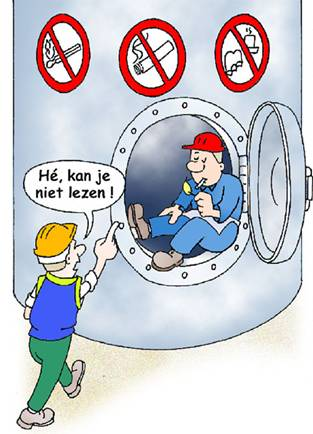 Hé, kan je
niet lezen !